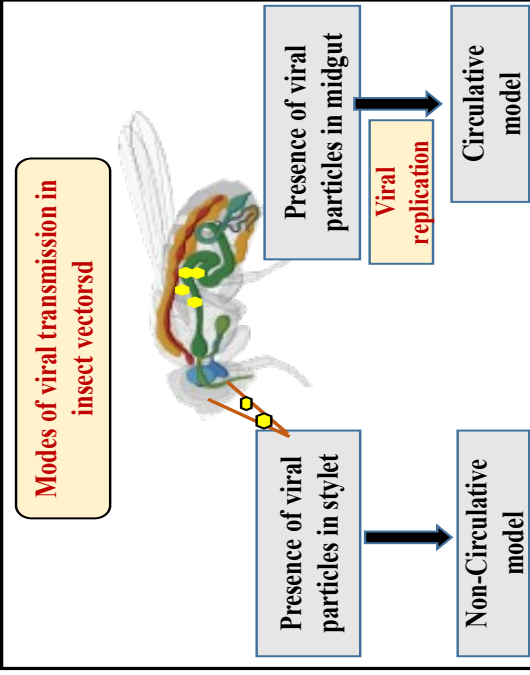 Modes of viral transmission in
insect vectorsd
Presence of viral
particles in stylet
Non-Circulative
model
Presence of viral
particles in midgut
Viral
replication
Circulative
model